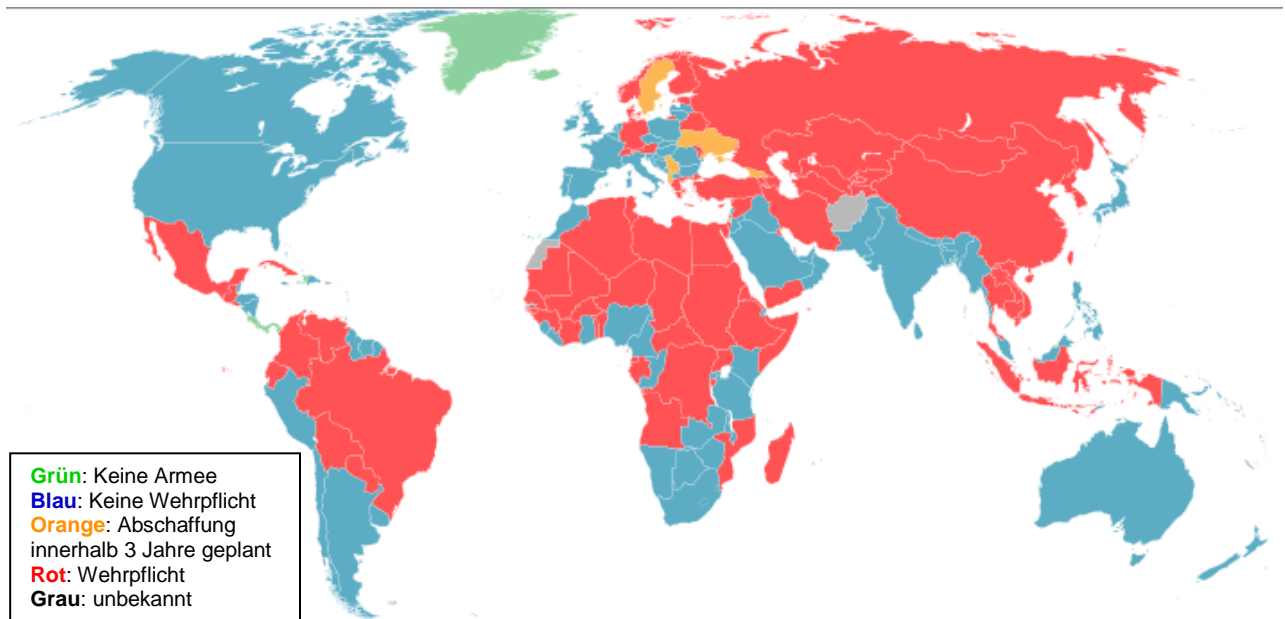 Grün: Keine Armee
Blau: Keine Wehrpflicht
Orange: Abschaffung
innerhalb 3 Jahre geplant
Rot: Wehrpflicht
Grau: unbekannt